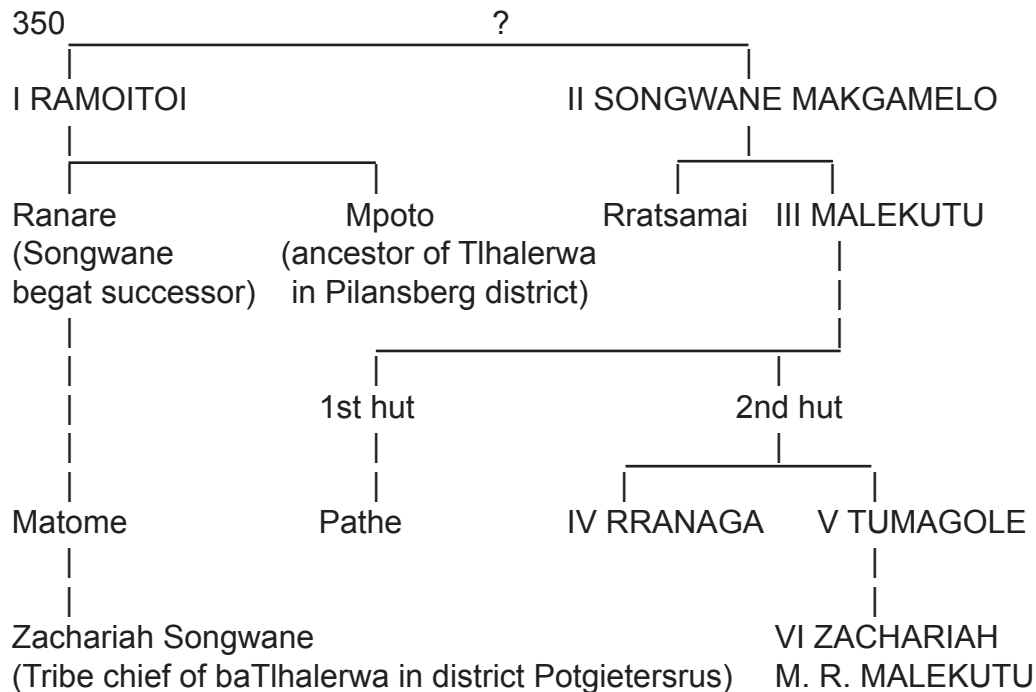 350 ?
I RAMOITOI II SONGWANE MAKGAMELO
Ranare Mpoto Rratsamai III MALEKUTU
(Songwane (ancestor of Tlhalerwa
begat successor) in Pilansberg district)
1st hut 2nd hut
Matome Pathe IV RRANAGA V TUMAGOLE
Zachariah Songwane VI ZACHARIAH
(Tribe chief of baTlhalerwa in district Potgietersrus) M. R. MALEKUTU